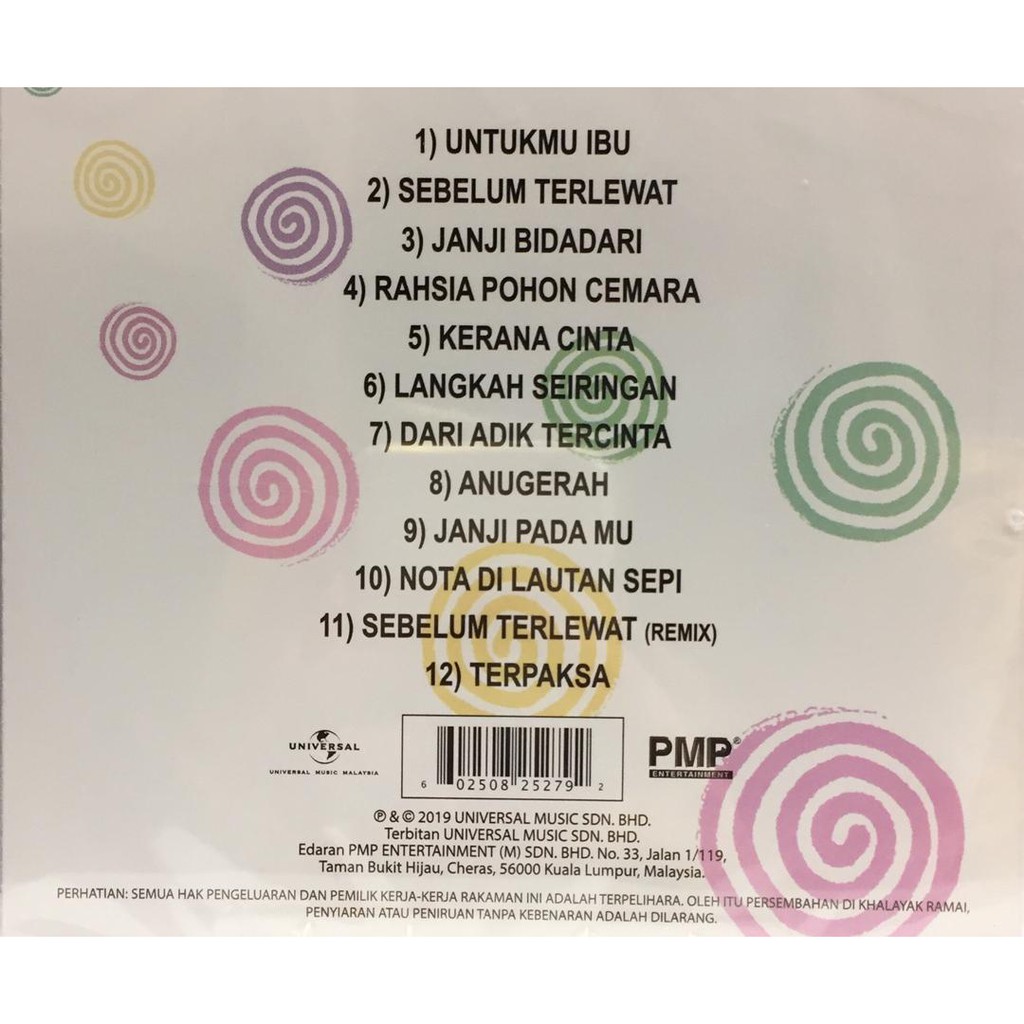 1) UNTUKMU IBU
2) SEBELUM TERLEWAT
3) JANJI BIDADARI
4) RAHSIA POHON CEMARA
5) KERANA CINTA
6) LANGKAH SEIRINGAN
7) DARI ADIK TERCINTA
8) ANUGERAH
9) JANJI PADA MU
10) NOTA DI LAUTAN SEPI
11) SEBELUM TERLEWAT (REMIX)
12) TERPAKSA
UNIVERSAL
UNIVERSAL MUSIC MALAYSIA
6 02508 25279 2
PMP®
ENTERTAINMENT
℗ & © 2019 UNIVERSAL MUSIC SDN. BHD.
Terbitan UNIVERSAL MUSIC SDN. BHD.
Edaran PMP ENTERTAINMENT (M) SDN. BHD. No. 33, Jalan 1/119,
Taman Bukit Hijau, Cheras, 56000 Kuala Lumpur, Malaysia.
PERHATIAN: SEMUA HAK PENGELUARAN DAN PEMILIK KERJA-KERJA RAKAMAN INI ADALAH TERPELIHARA. OLEH ITU PERSEMBAHAN DI KHALAYAK RAMAI,
PENYIARAN ATAU PENIRUAN TANPA KEBENARAN ADALAH DILARANG.